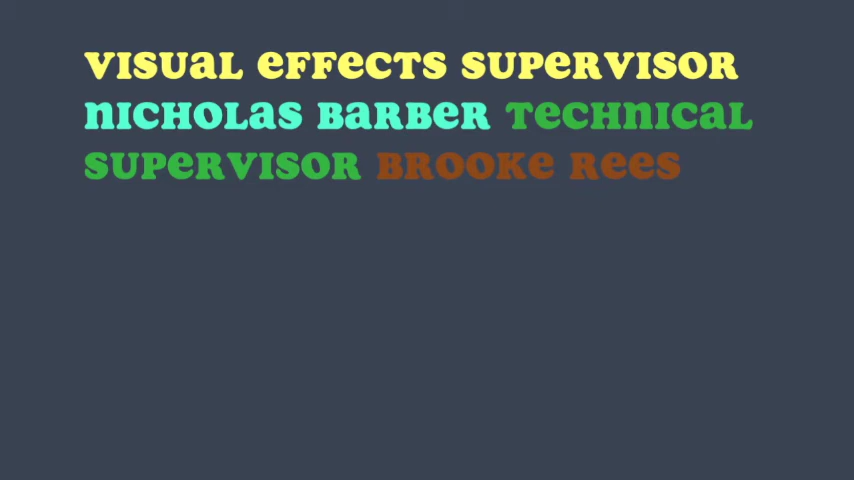 VISUAL EFFECTS SUPERVISOR
NICHOLAS BARBER TECHNICAL
SUPERVISOR BROOKE REES